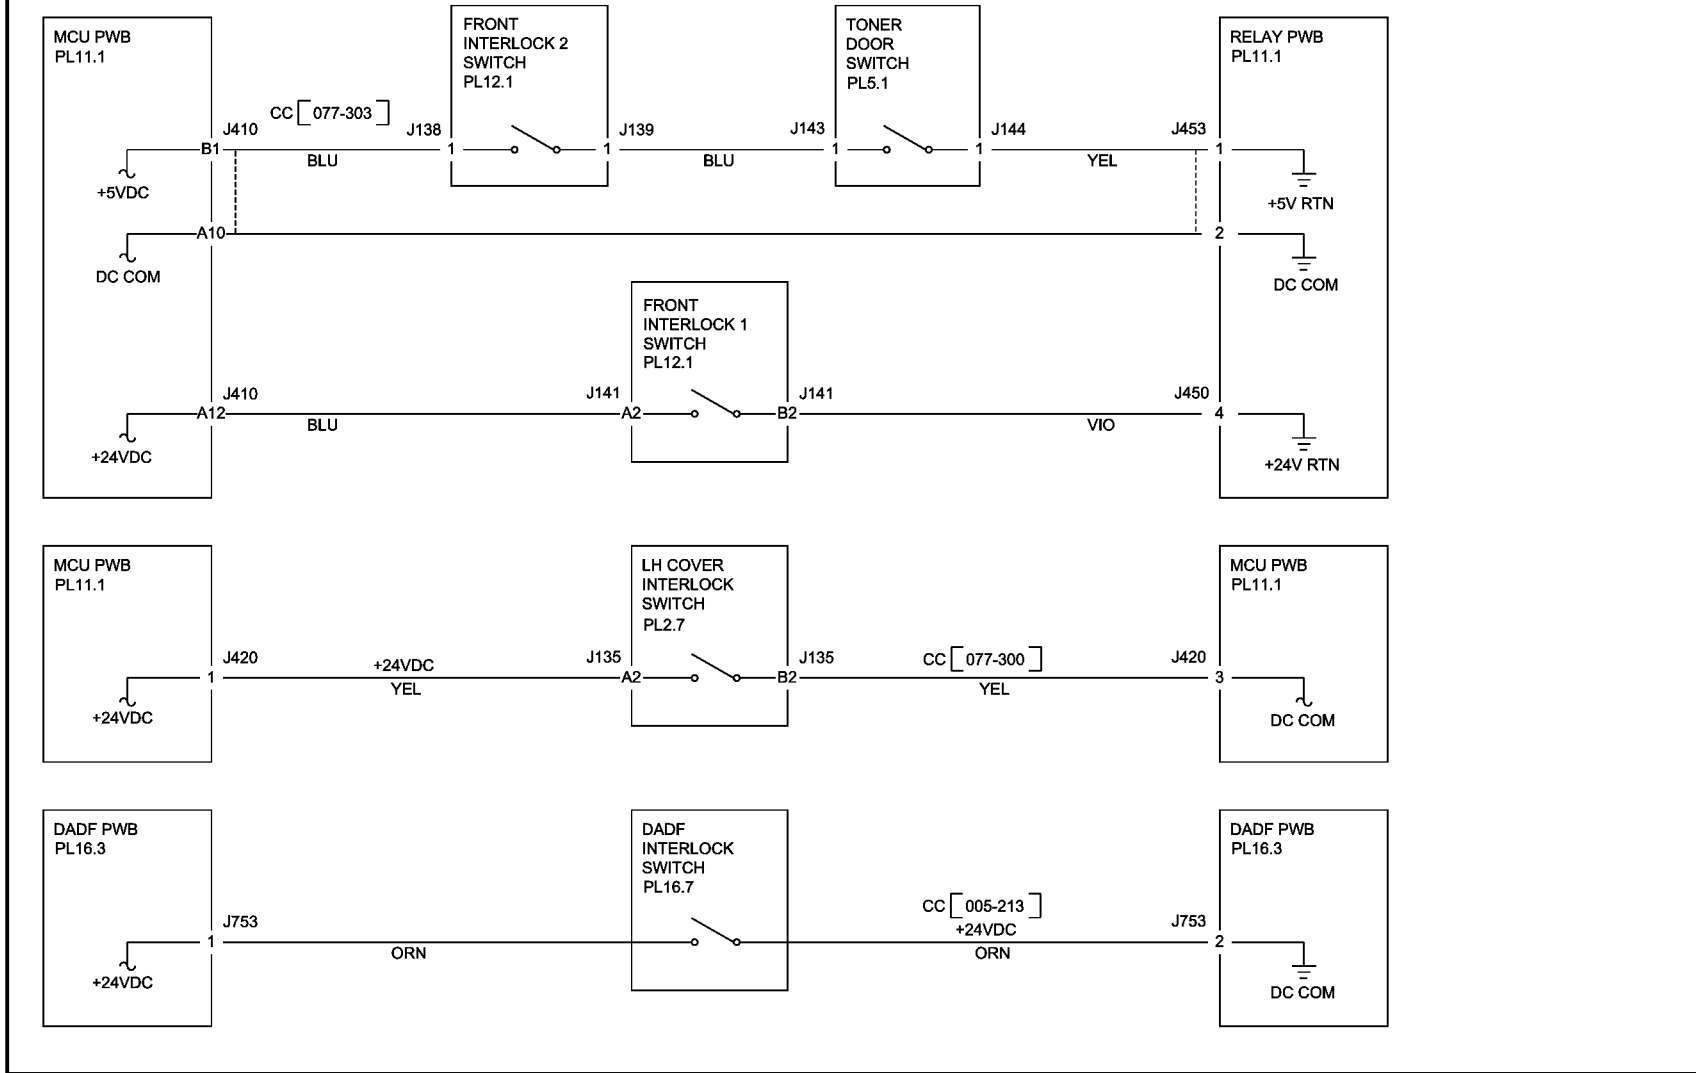 MCU PWB
PL11.1
FRONT
INTERLOCK 2
SWITCH
PL12.1
TONER
DOOR
SWITCH
PL5.1
RELAY PWB
PL11.1
CC [ 077-303 ]
J410
J138
J139
J143
J144
J453
B1
1
1
1
1
1
BLU
BLU
YEL
+5VDC
+5V RTN
A10
2
DC COM
DC COM
FRONT
INTERLOCK 1
SWITCH
PL12.1
J410
J141
J141
J450
A12
A2
B2
4
BLU
VIO
+24VDC
+24V RTN
MCU PWB
PL11.1
LH COVER
INTERLOCK
SWITCH
PL2.7
MCU PWB
PL11.1
J420
+24VDC
J135
J135
CC [ 077-300 ]
J420
1
A2
B2
3
YEL
YEL
+24VDC
DC COM
DADF PWB
PL16.3
DADF
INTERLOCK
SWITCH
PL16.7
DADF PWB
PL16.3
CC [ 005-213 ]
J753
+24VDC
J753
1
2
ORN
ORN
+24VDC
DC COM